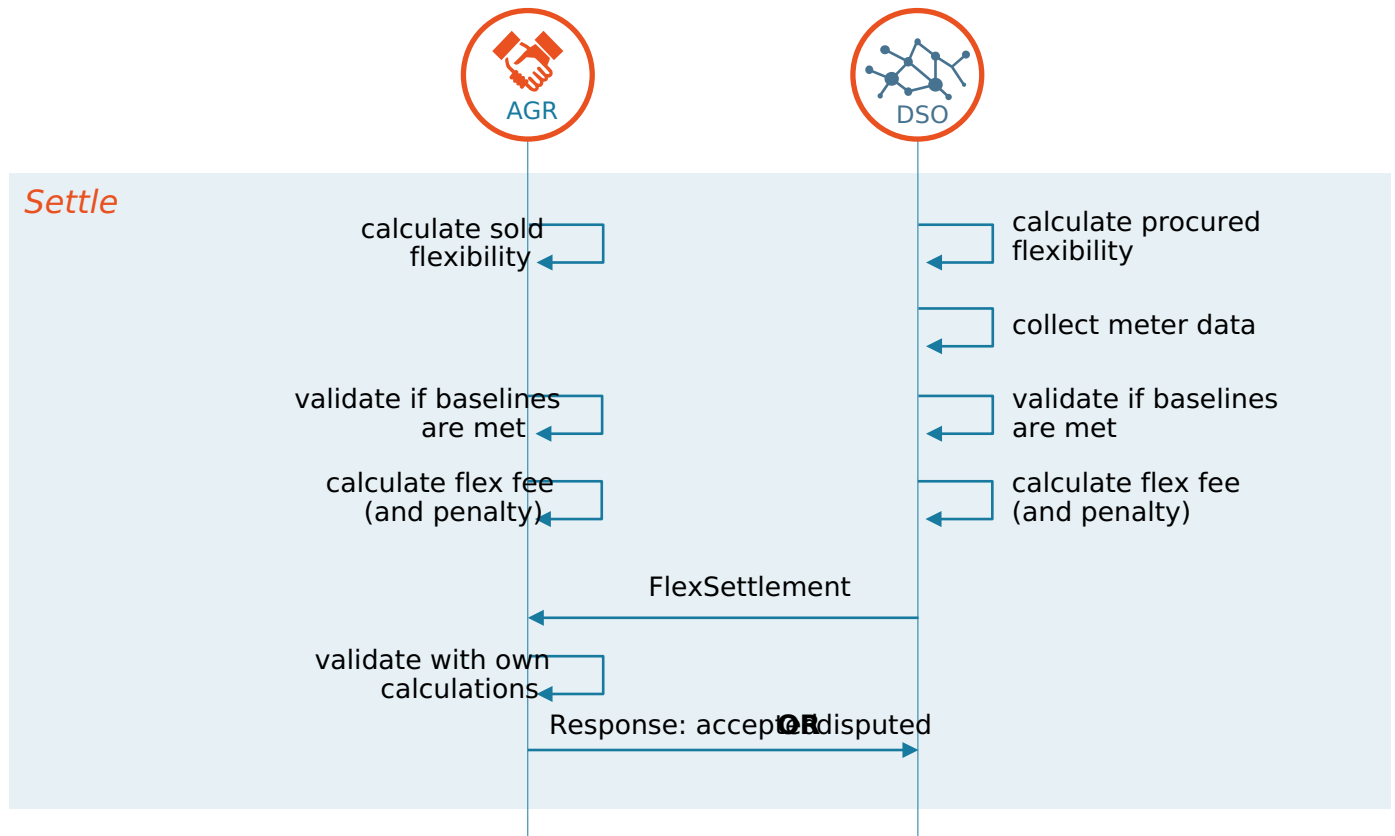 AGR
DSO
Settle
calculate sold
flexibility
calculate procured
flexibility
collect meter data
validate if baselines
are met
validate if baselines
are met
calculate flex fee
(and penalty)
calculate flex fee
(and penalty)
FlexSettlement
validate with own
calculations
Response: accepted OR disputed